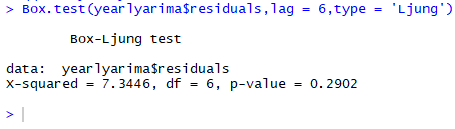 > Box.test(yearlyarima$residuals,lag = 6,type = 'Ljung')
Box-Ljung test
data:  yearlyarima$residuals
X-squared = 7.3446, df = 6, p-value = 0.2902
>